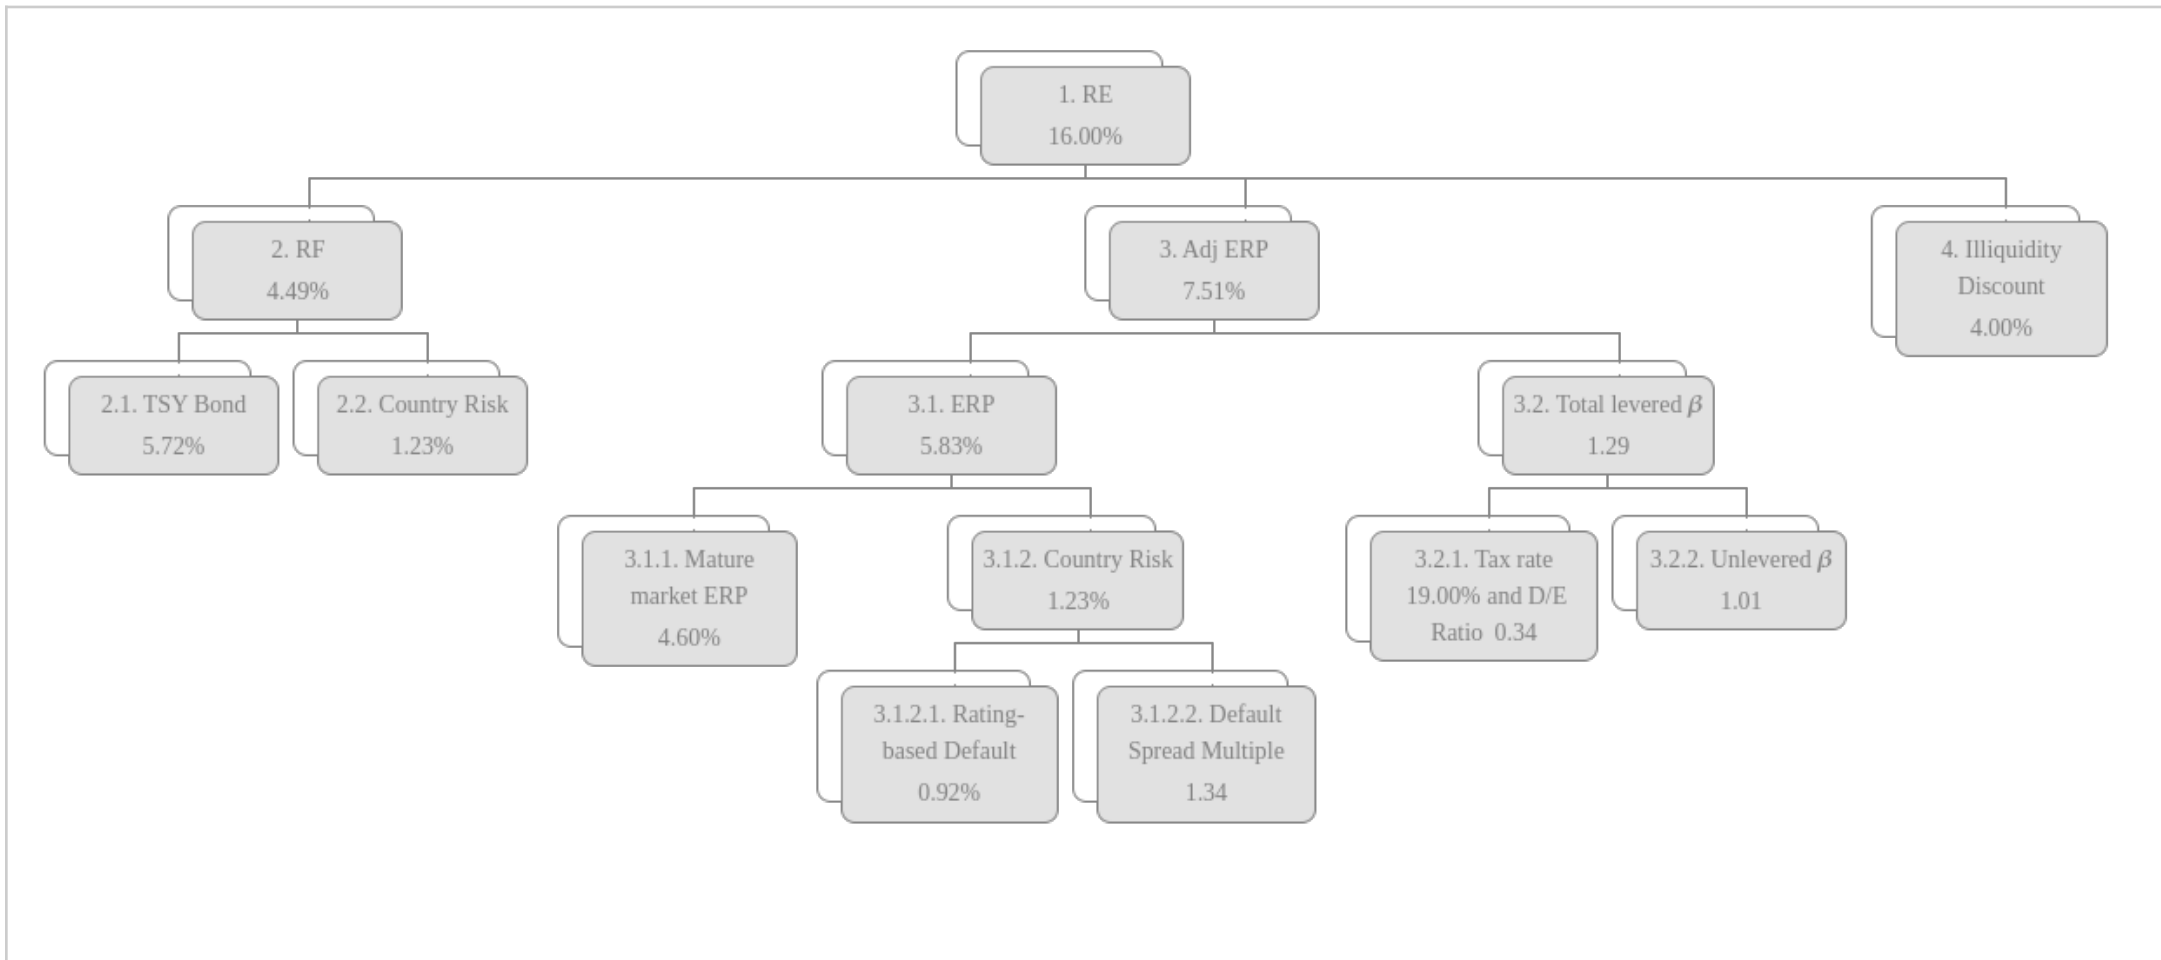 1. RE
16.00%
2. RF
4.49%
3. Adj ERP
7.51%
4. Illiquidity
Discount
4.00%
2.1. TSY Bond
5.72%
2.2. Country Risk
1.23%
3.1. ERP
5.83%
3.2. Total levered β
1.29
3.1.1. Mature
market ERP
4.60%
3.1.2. Country Risk
1.23%
3.2.1. Tax rate
19.00% and D/E
Ratio 0.34
3.2.2. Unlevered β
1.01
3.1.2.1. Rating-
based Default
0.92%
3.1.2.2. Default
Spread Multiple
1.34